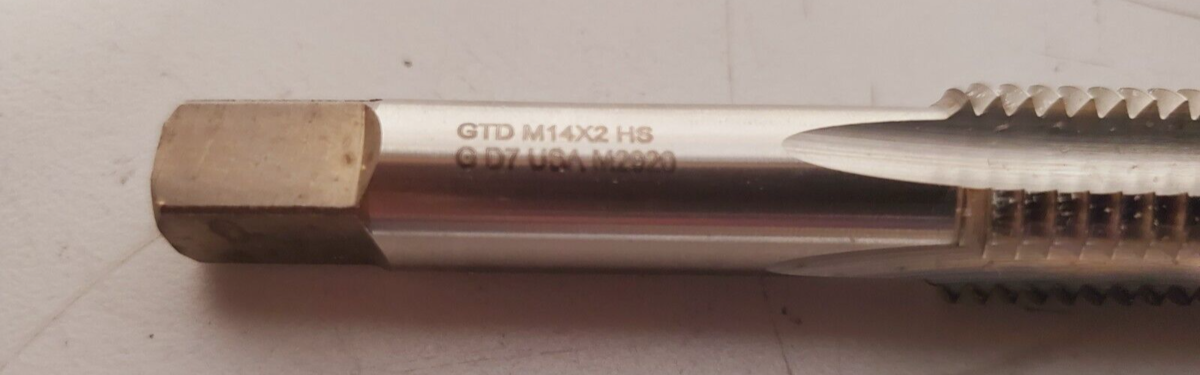 GTD M14X2 HS
G D7 USA M2920